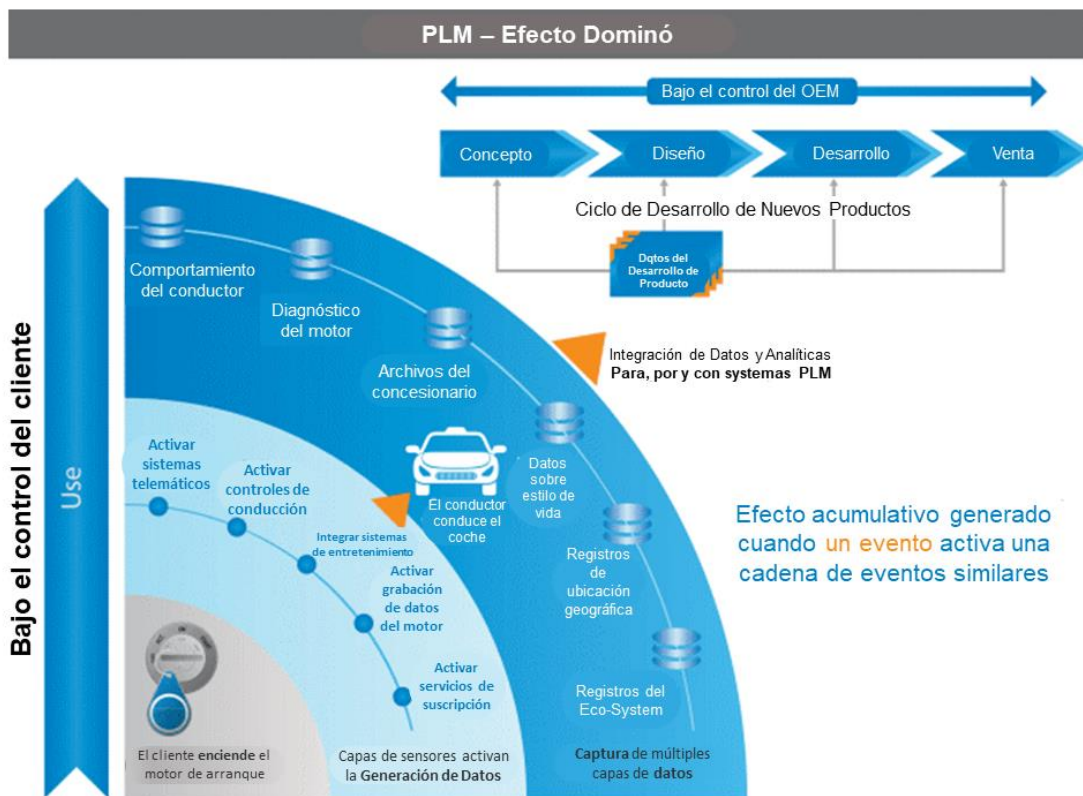 PLM – Efecto Dominó
Bajo el control del OEM
Concepto
Diseño
Desarrollo
Venta
Ciclo de Desarrollo de Nuevos Productos
Dqtos del
Desarrollo de
Producto
Bajo el control del cliente
Use
Comportamiento
del conductor
Diagnóstico
del motor
Archivos del
concesionario
Integración de Datos y Analíticas
Para, por y con systemas PLM
Activar
sistemas
telemáticos
Activar
controles de
conducción
El conductor
conduce el
coche
Datos
sobre
estilo de
vida
Integrar sistemas
de entretenimiento
Activar
grabación
de datos
del motor
Registros
de
ubicación
geográfica
Efecto acumulativo generado
cuando un evento activa una
cadena de eventos similares
Activar
servicios de
suscripción
Registros del
Eco-System
El cliente enciende el
motor de arranque
Capas de sensores activan
la Generación de Datos
Captura de múltiples
capas de datos